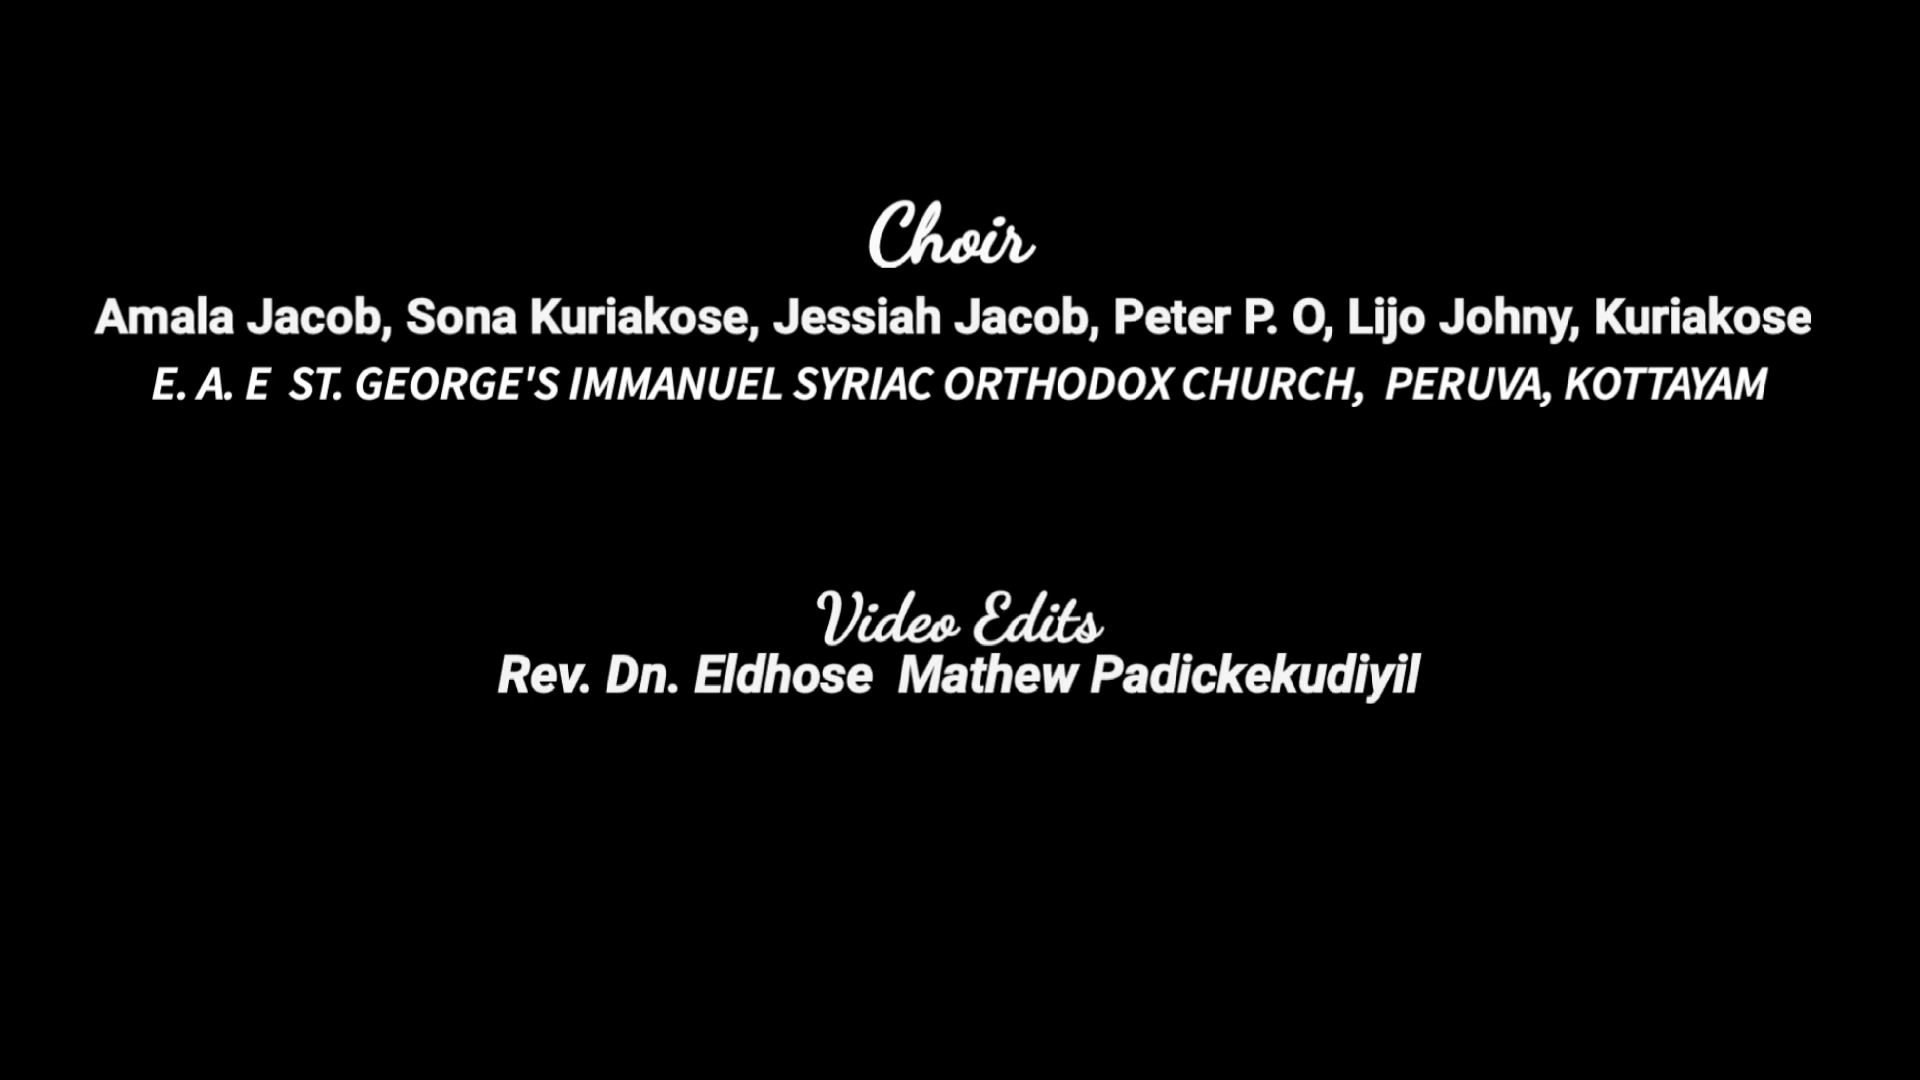 Choir
Amala Jacob, Sona Kuriakose, Jessiah Jacob, Peter P. O, Lijo Johny, Kuriakose
E. A. E ST. GEORGE'S IMMANUEL SYRIAC ORTHODOX CHURCH, PERUVA, KOTTAYAM
Video Edits
Rev. Dn. Eldhose Mathew Padickekudiyil